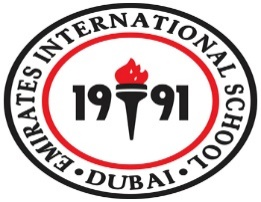 EMIRATES INTERNATIONAL SCHOOL
19 91
• DUBAI •